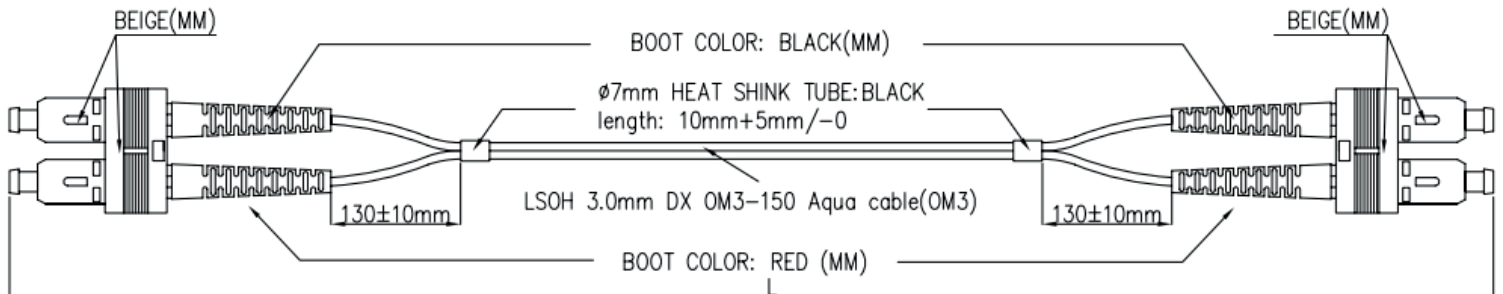 BEIGE(MM)
BEIGE(MM)
BOOT COLOR: BLACK(MM)
ø7mm HEAT SHINK TUBE:BLACK
length: 10mm+5mm/-0
LSOH 3.0mm DX OM3-150 Aqua cable(OM3)
130±10mm
130±10mm
BOOT COLOR: RED (MM)
L